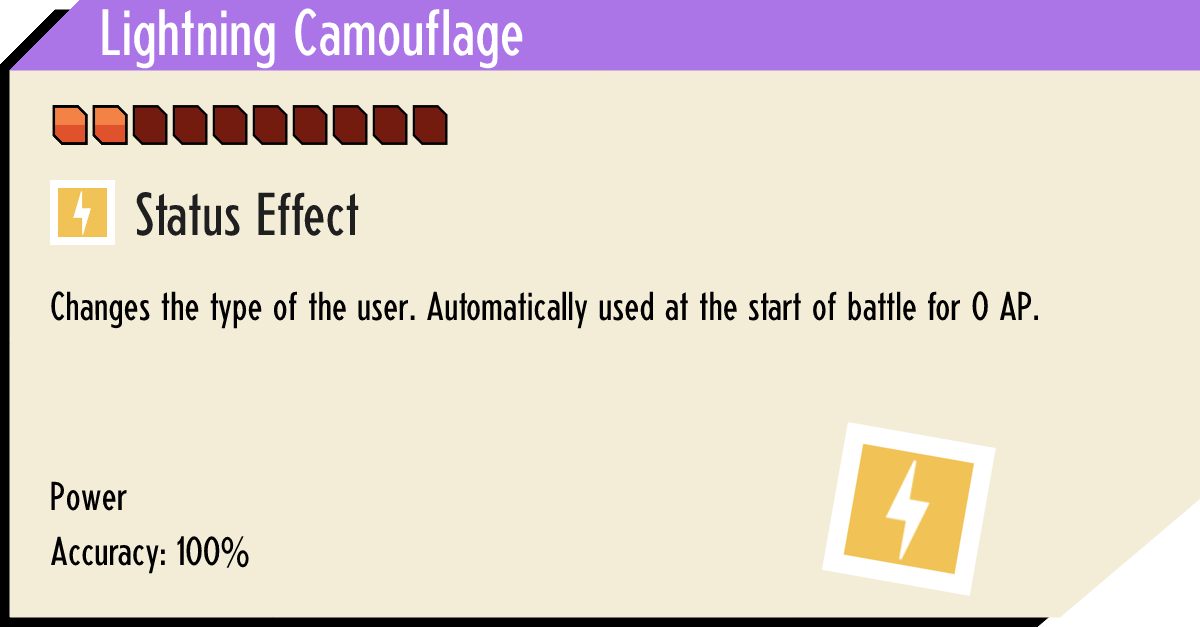 Lightning Camouflage
Status Effect
Changes the type of the user. Automatically used at the start of battle for 0 AP.
Power
Accuracy: 100%